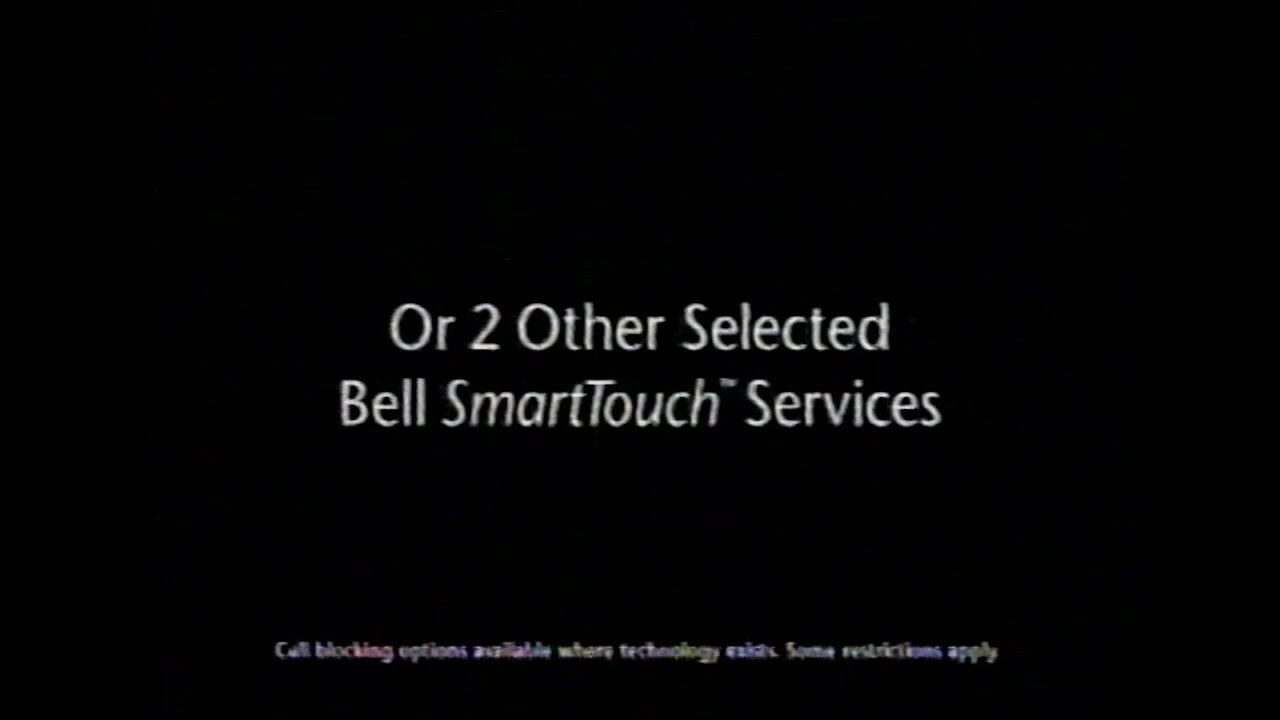 Or 2 Other Selected
Bell SmartTouch™ Services
Call blocking options available where technology exists. Some restrictions apply